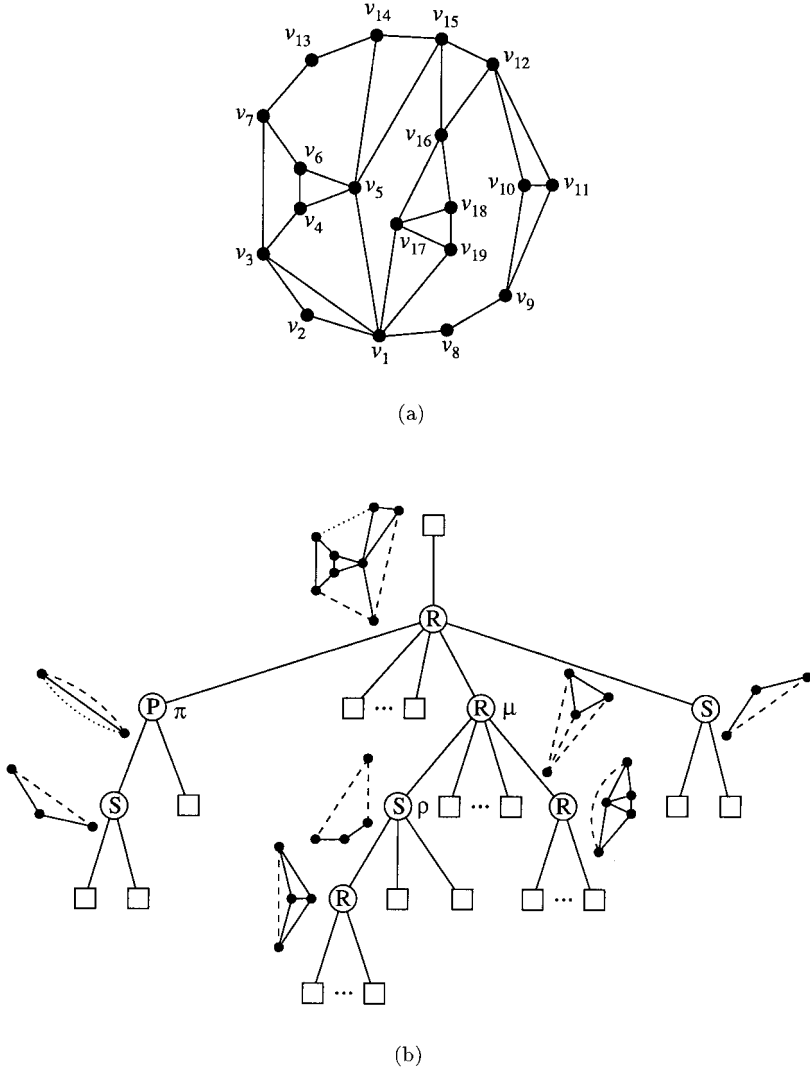 v14 v15
v13 v12
v7
v6 v16
v5 v10 v11
v4 v18
v17
v3 v19
v9
v2
v1 v8
(a)
R
P π ... R μ S
S R
S ρ ...
R ...
...
(b)